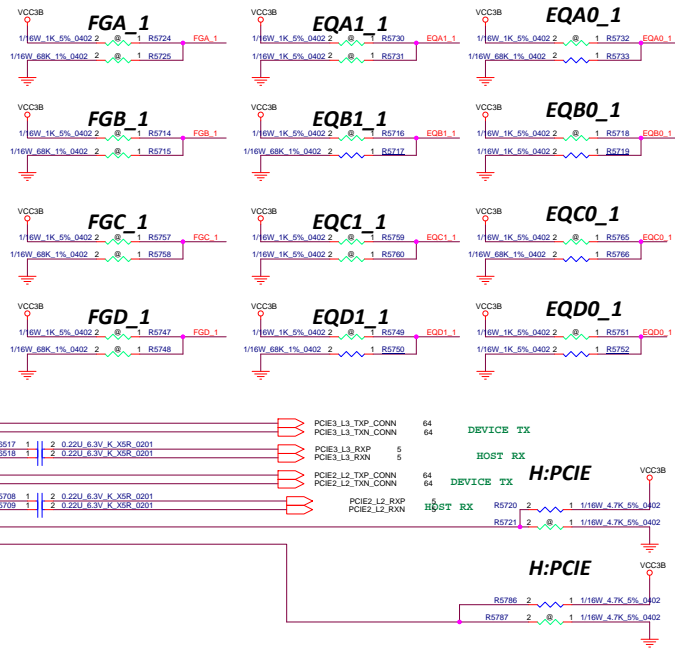 FGA_1 EQA1_1 EQA0_1
VCC3B VCC3B VCC3B
1/16W_1K_5%_0402 2 @ 1 R5724 FGA_1 1/16W_1K_5%_0402 2 @ 1 R5730 EQA1_1 1/16W_1K_5%_0402 2 @ 1 R5732 EQA0_1
1/16W_68K_1%_0402 2 @ 1 R5725 1/16W_68K_1%_0402 2 @ 1 R5731 1/16W_68K_1%_0402 2 1 R5733
FGB_1 EQB1_1 EQB0_1
VCC3B VCC3B VCC3B
1/16W_1K_5%_0402 2 @ 1 R5714 FGB_1 1/16W_1K_5%_0402 2 @ 1 R5716 EQB1_1 1/16W_1K_5%_0402 2 @ 1 R5718 EQB0_1
1/16W_68K_1%_0402 2 @ 1 R5715 1/16W_68K_1%_0402 2 1 R5717 1/16W_68K_1%_0402 2 1 R5719
FGC_1 EQC1_1 EQC0_1
VCC3B VCC3B VCC3B
1/16W_1K_5%_0402 2 @ 1 R5757 FGC_1 1/16W_1K_5%_0402 2 @ 1 R5759 EQC1_1 1/16W_1K_5%_0402 2 @ 1 R5765 EQC0_1
1/16W_68K_1%_0402 2 @ 1 R5758 1/16W_68K_1%_0402 2 @ 1 R5760 1/16W_68K_1%_0402 2 1 R5766
FGD_1 EQD1_1 EQD0_1
VCC3B VCC3B VCC3B
1/16W_1K_5%_0402 2 @ 1 R5747 FGD_1 1/16W_1K_5%_0402 2 @ 1 R5749 EQD1_1 1/16W_1K_5%_0402 2 @ 1 R5751 EQD0_1
1/16W_68K_1%_0402 2 @ 1 R5748 1/16W_68K_1%_0402 2 1 R5750 1/16W_68K_1%_0402 2 1 R5752
PCIE3_L3_TXP_CONN 64
PCIE3_L3_TXN_CONN 64 DEVICE TX
6517 1 2 0.22U_6.3V_K_X5R_0201 PCIE3_L3_RXP 5
6518 1 2 0.22U_6.3V_K_X5R_0201 PCIE3_L3_RXN 5 HOST RX
PCIE2_L2_TXP_CONN 64
PCIE2_L2_TXN_CONN 64 DEVICE TX
5708 1 2 0.22U_6.3V_K_X5R_0201 PCIE2_L2_RXP 5
5709 1 2 0.22U_6.3V_K_X5R_0201 PCIE2_L2_RXN 5 HOST RX
H:PCIE
VCC3B
R5720 2 1 1/16W_4.7K_5%_0402
R5721 2 @ 1 1/16W_4.7K_5%_0402
H:PCIE
VCC3B
R5786 2 1 1/16W_4.7K_5%_0402
R5787 2 @ 1 1/16W_4.7K_5%_0402